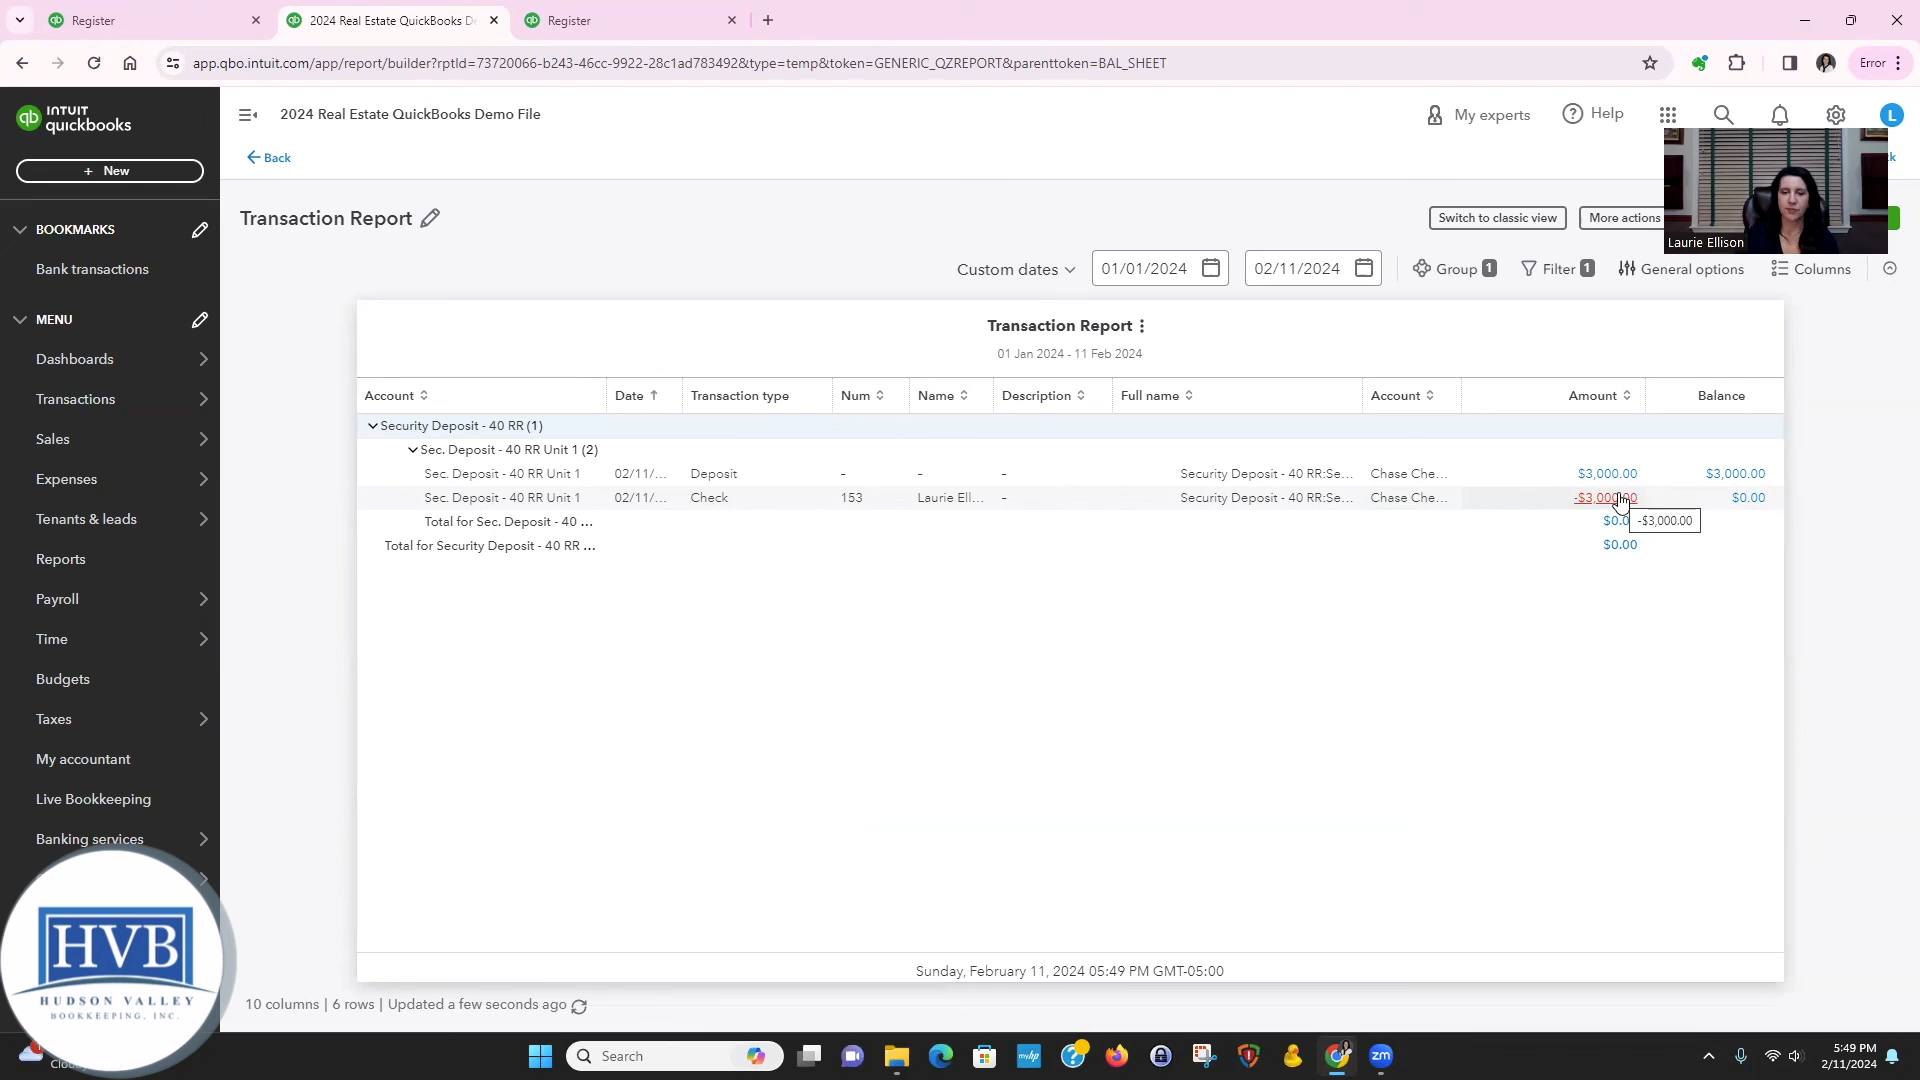 Register
2024 Real Estate QuickBooks De
Register
app.qbo.intuit.com/app/report/builder?rptId=73720066-b243-46cc-9922-28c1ad783492&type=temp&token=GENERIC_QZREPORT&parenttoken=BAL_SHEET
Error
INTUIT
quickbooks
2024 Real Estate QuickBooks Demo File
My experts
Help
L
+ New
Back
BOOKMARKS
Bank transactions
MENU
Dashboards
Transactions
Sales
Expenses
Tenants & leads
Reports
Payroll
Time
Budgets
Taxes
My accountant
Live Bookkeeping
Banking services
Transaction Report
Switch to classic view
More actions
Laurie Ellison
Custom dates
01/01/2024
02/11/2024
Group 1
Filter 1
General options
Columns
Transaction Report
01 Jan 2024 - 11 Feb 2024
Account Date Transaction type Num Name Description Full name Account Amount Balance
Security Deposit - 40 RR (1)
Sec. Deposit - 40 RR Unit 1 (2)
Sec. Deposit - 40 RR Unit 1 02/11/... Deposit - - - Security Deposit - 40 RR:Se... Chase Che... $3,000.00 $3,000.00
Sec. Deposit - 40 RR Unit 1 02/11/... Check 153 Laurie Ell... - Security Deposit - 40 RR:Se... Chase Che... -$3,000.00 $0.00
Total for Sec. Deposit - 40 ... $0.0
-$3,000.00
Total for Security Deposit - 40 RR ... $0.00
Sunday, February 11, 2024 05:49 PM GMT-05:00
10 columns | 6 rows | Updated a few seconds ago
HVB
HUDSON VALLEY
BOOKKEEPING, INC.
Search
myhp
zm
5:49 PM
2/11/2024